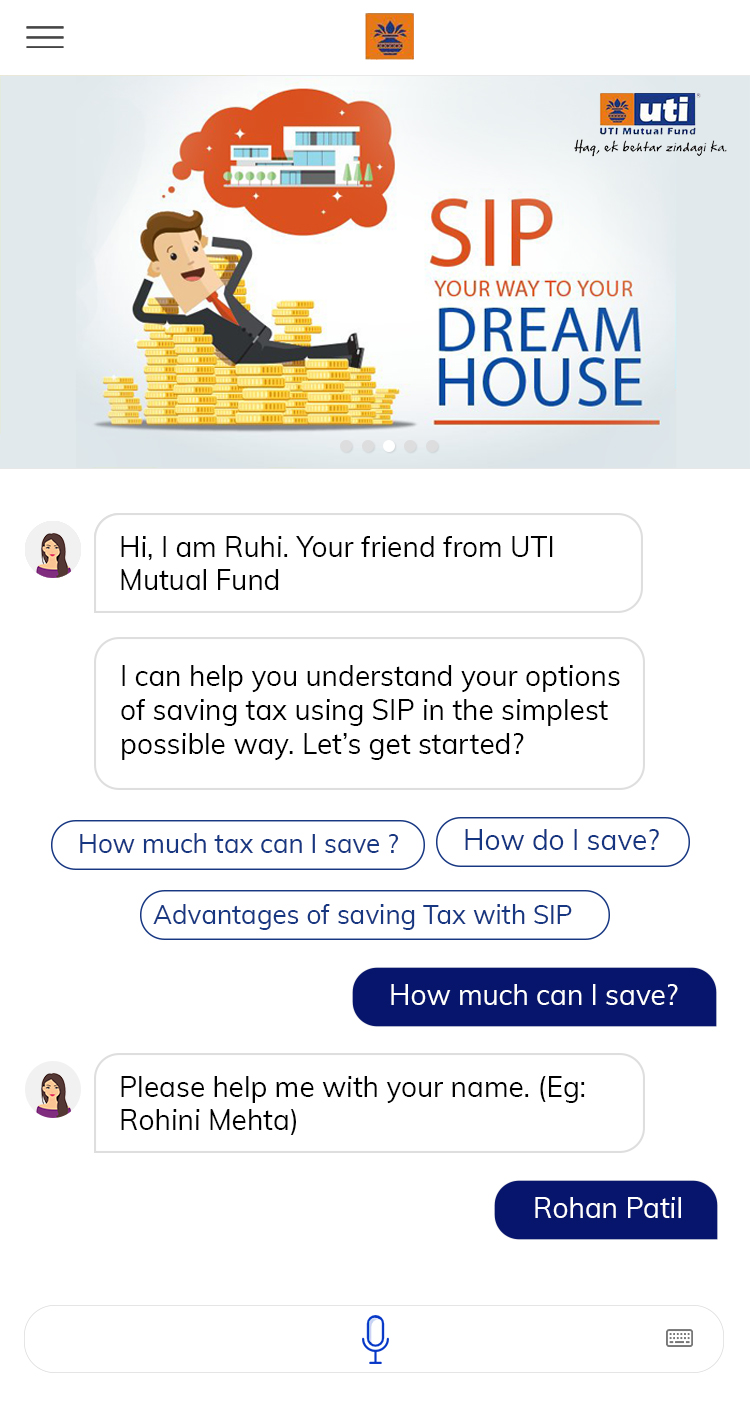 uti
UTI Mutual Fund
Haq, ek behtar zindagi ka.
SIP
YOUR WAY TO YOUR
DREAM
HOUSE
Hi, I am Ruhi. Your friend from UTI
Mutual Fund
I can help you understand your options
of saving tax using SIP in the simplest
possible way. Let’s get started?
How much tax can I save ?
How do I save?
Advantages of saving Tax with SIP
How much can I save?
Please help me with your name. (Eg:
Rohini Mehta)
Rohan Patil